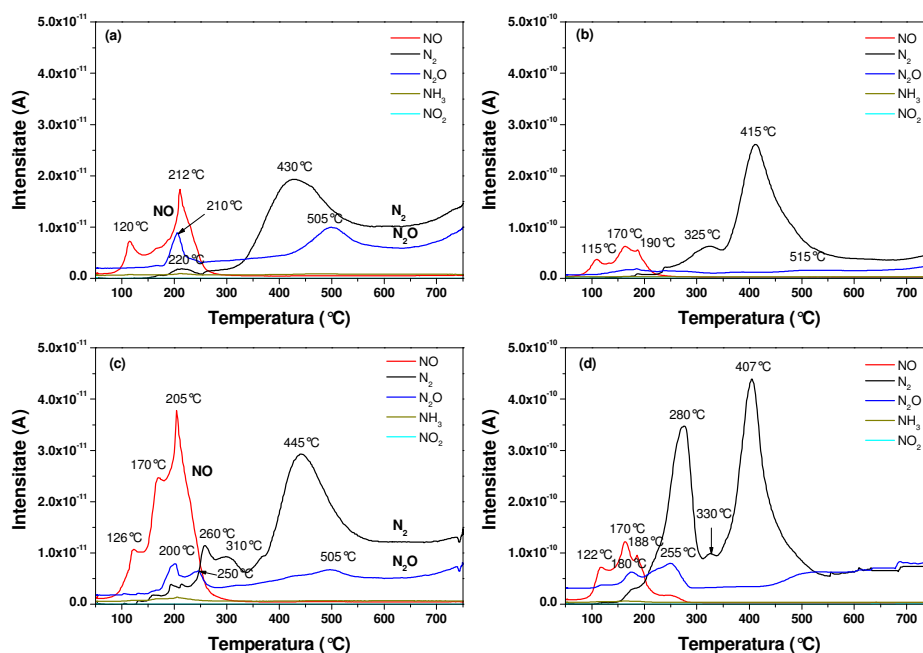 (a)
5.0x10⁻¹¹
4.0x10⁻¹¹
3.0x10⁻¹¹
2.0x10⁻¹¹
1.0x10⁻¹¹
0.0
Intensitate (A)
NO
N₂
N₂O
NH₃
NO₂
120°C
NO
212°C
210°C
220°C
430°C
505°C
N₂
N₂O
100 200 300 400 500 600 700
Temperatura (°C)
(b)
5.0x10⁻¹⁰
4.0x10⁻¹⁰
3.0x10⁻¹⁰
2.0x10⁻¹⁰
1.0x10⁻¹⁰
0.0
Intensitate (A)
NO
N₂
N₂O
NH₃
NO₂
115°C
170°C
190°C
325°C
415°C
515°C
100 200 300 400 500 600 700
Temperatura (°C)
(c)
5.0x10⁻¹¹
4.0x10⁻¹¹
3.0x10⁻¹¹
2.0x10⁻¹¹
1.0x10⁻¹¹
0.0
Intensitate (A)
NO
N₂
N₂O
NH₃
NO₂
126°C
170°C
205°C
NO
200°C
260°C
250°C
310°C
445°C
505°C
N₂
N₂O
100 200 300 400 500 600 700
Temperatura (°C)
(d)
5.0x10⁻¹⁰
4.0x10⁻¹⁰
3.0x10⁻¹⁰
2.0x10⁻¹⁰
1.0x10⁻¹⁰
0.0
Intensitate (A)
NO
N₂
N₂O
NH₃
NO₂
122°C
170°C
188°C
180°C
255°C
280°C
330°C
407°C
100 200 300 400 500 600 700
Temperatura (°C)